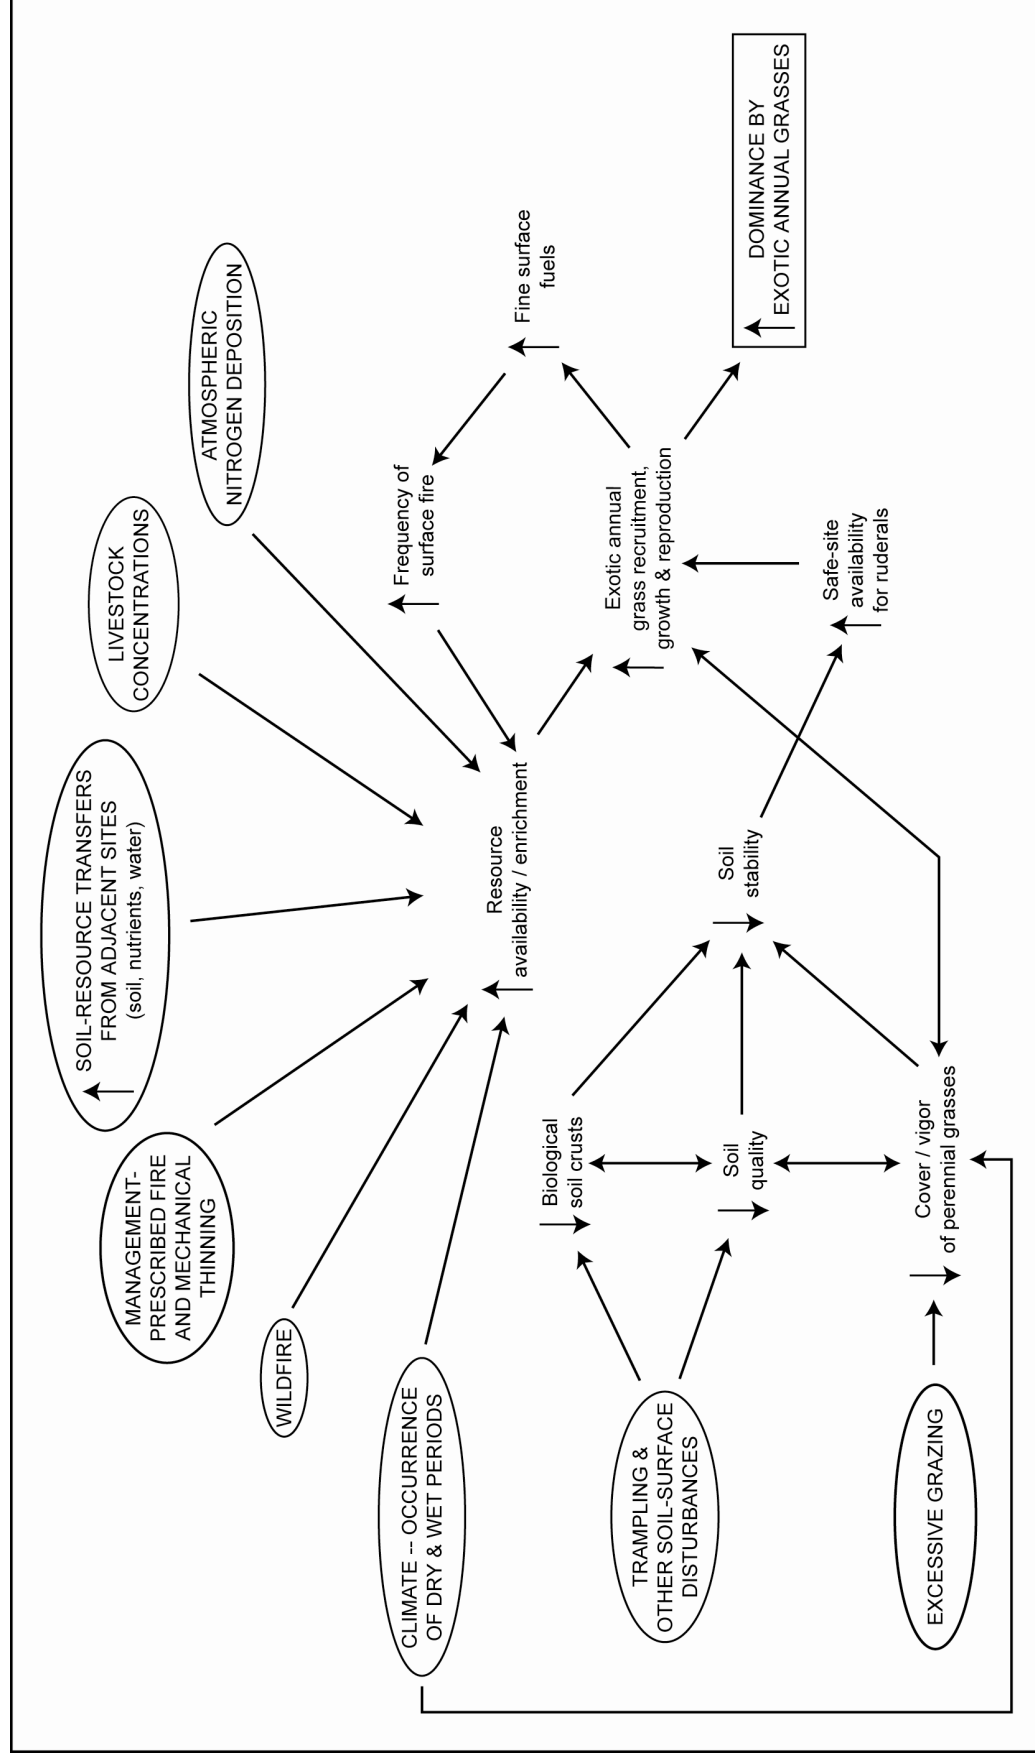 SOIL-RESOURCE TRANSFERS
FROM ADJACENT SITES
(soil, nutrients, water)
LIVESTOCK
CONCENTRATIONS
MANAGEMENT-
PRESCRIBED FIRE
AND MECHANICAL
THINNING
ATMOSPHERIC
NITROGEN DEPOSITION
WILDFIRE
CLIMATE -- OCCURRENCE
OF DRY & WET PERIODS
Frequency of
surface fire
Resource
availability / enrichment
Fine surface
fuels
Biological
soil crusts
Exotic annual
grass recruitment,
growth & reproduction
TRAMPLING &
OTHER SOIL-SURFACE
DISTURBANCES
Soil
quality
Soil
stability
DOMINANCE BY
EXOTIC ANNUAL GRASSES
Safe-site
availability
for ruderals
EXCESSIVE GRAZING
Cover / vigor
of perennial grasses